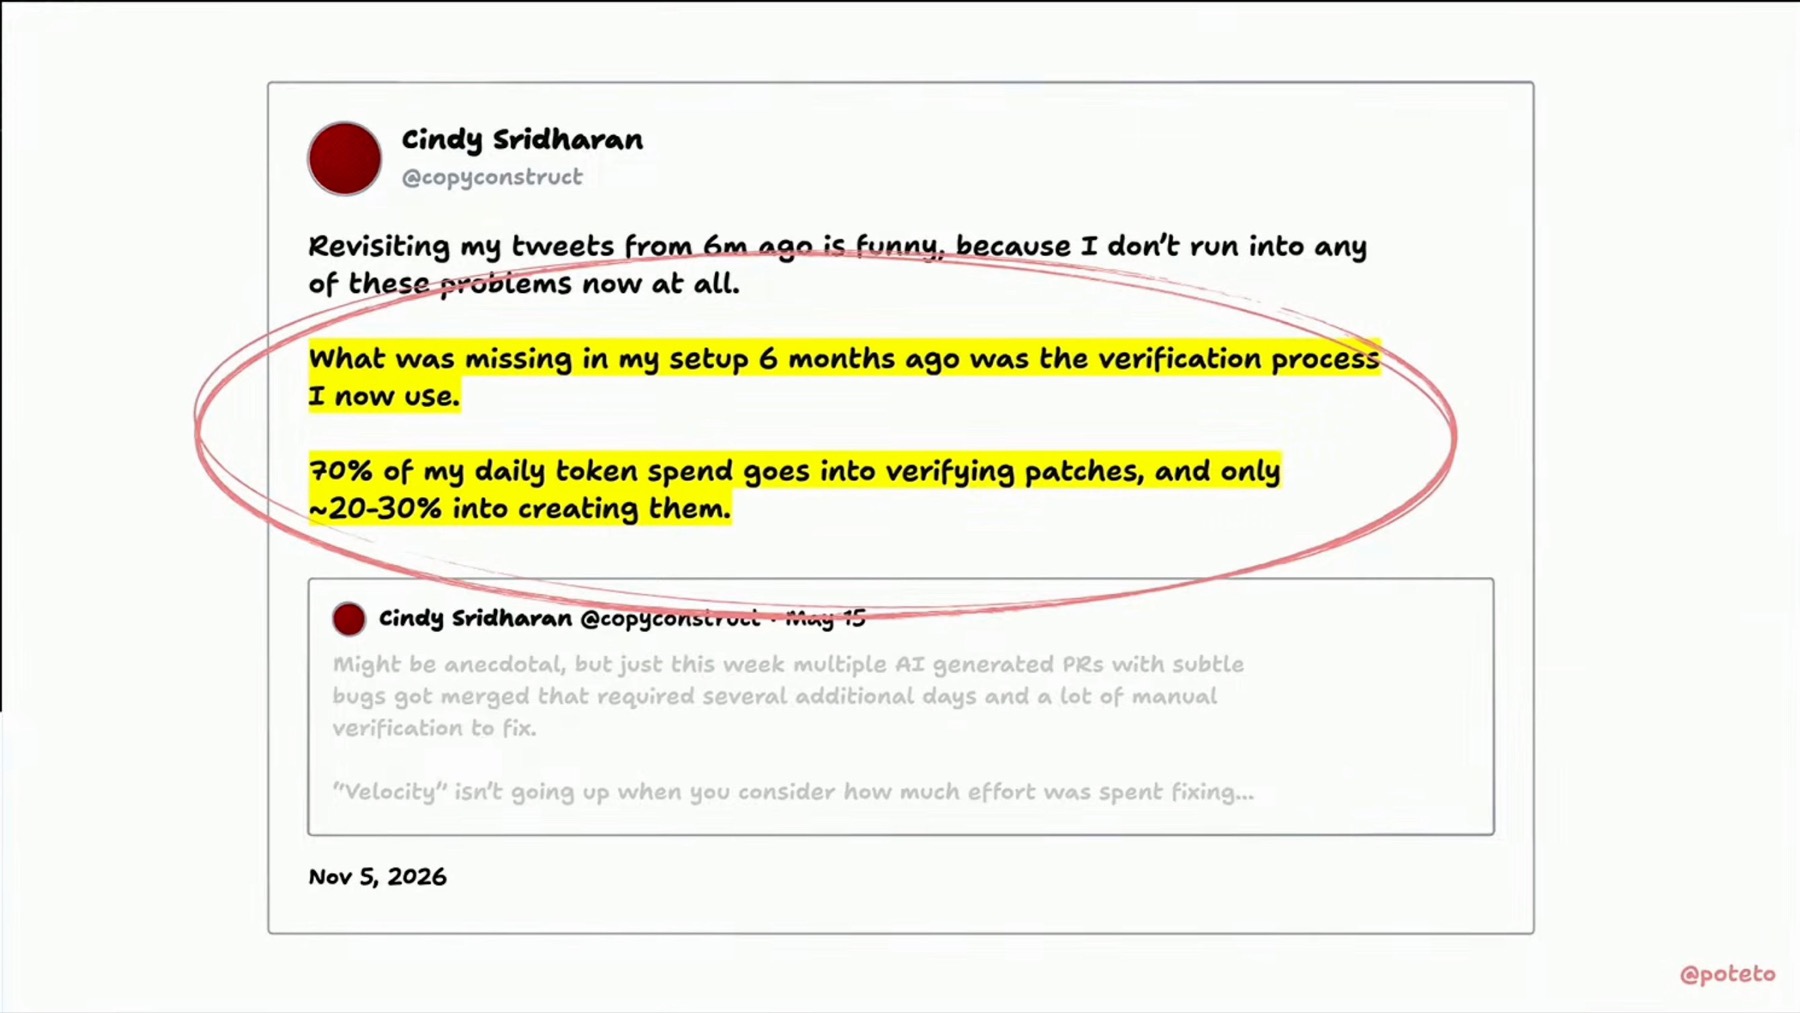 Cindy Sridharan
@copyconstruct
Revisiting my tweets from 6m ago is funny, because I don't run into any
of these problems now at all.
What was missing in my setup 6 months ago was the verification process
I now use.
70% of my daily token spend goes into verifying patches, and only
~20-30% into creating them.
Cindy Sridharan @copyconstruct · May 15
Might be anecdotal, but just this week multiple AI generated PRs with subtle
bugs got merged that required several additional days and a lot of manual
verification to fix.
"Velocity" isn't going up when you consider how much effort was spent fixing...
Nov 5, 2026
@poteto